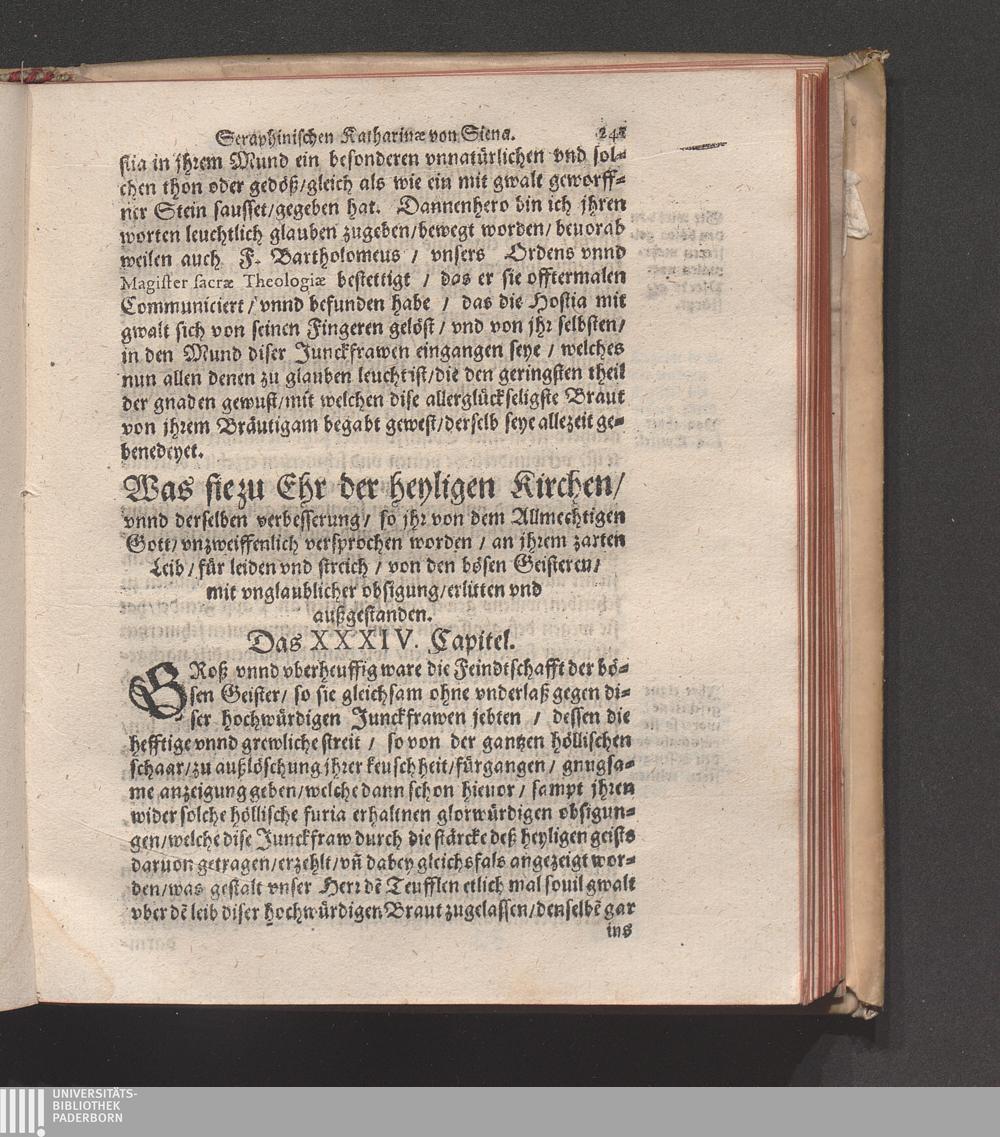 Seraphinischen Katharinæ von Siena. 241
stia in jhrem Mund ein besonderen vnnatürlichen vnd sol-
chen thon oder gedöß/gleich als wie ein mit gwalt geworff-
ner Stein sausset/gegeben hat. Dannenhero bin ich jhren
worten leuchtlich glauben zugeben/bewegt worden/beuorab
weilen auch F. Bartholomeus / vnsers Ordens vnnd
Magister sacræ Theologiæ bestettigt / das er sie offtermalen
Communiciert / vnnd befunden habe / das die Hostia mit
gwalt sich von seinen Fingeren gelöst / vnd von jhr selbsten/
in den Mund diser Junckfrawen eingangen seye / welches
nun allen denen zu glauben leucht ist/die den geringsten theil
der gnaden gewust/mit welchen dise allerglückseligste Braut
von jhrem Bräutigam begabt gewest/derselb seye allezeit ge-
benedeyet.
Was sie zu Ehr der heyligen Kirchen/
vnnd derselben verbesserung/ so jhr von dem Allmechtigen
Gott/ vnzweiffenlich versprochen worden / an jhrem zarten
Leib / für leiden vnd streich / von den bösen Geisteren/
mit vnglaublicher obsigung/erlitten vnd
außgestanden.
Das XXXIV. Capitel.
GRoß vnnd vberheuffig ware die Feindtschafft der bö-
sen Geister/ so sie gleichsam ohne vnderlaß gegen di-
ser hochwürdigen Junckfrawen jebten / dessen die
hefftige vnnd grewliche streit / so von der gantzen höllischen
schaar/zu außlöschung jhrer keuschheit/fürgangen / gnugsa-
me anzeigung geben/welche dann schon hieuor / sampt jhren
wider solche höllische furia erhaltnen glorwürdigen obsigun-
gen/welche dise Junckfraw durch die stärcke deß heyligen geists
daruon getragen/erzehlt/vn̄ dabey gleichsfals angezeigt wor-
den/was gestalt vnser Herr dē Teufflen etlich mal souil gwalt
vber dē leib diser hochwürdigen Braut zugelassen/denselbē gar
ins
UNIVERSITÄTS-
BIBLIOTHEK
PADERBORN